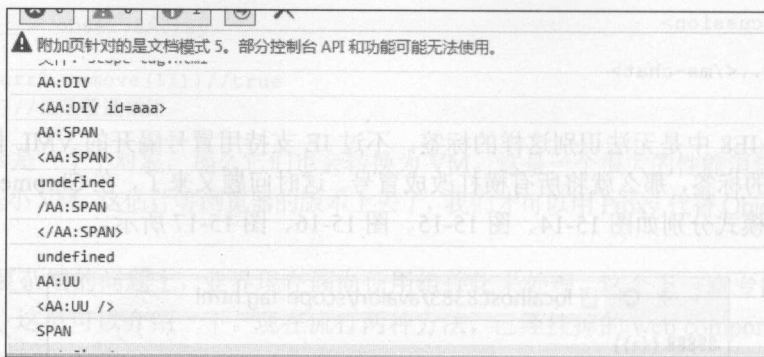 附加页针对的是文档模式 5。部分控制台 API 和功能可能无法使用。
AA:DIV
<AA:DIV id=aaa>
AA:SPAN
<AA:SPAN>
undefined
/AA:SPAN
</AA:SPAN>
undefined
AA:UU
<AA:UU />
SPAN